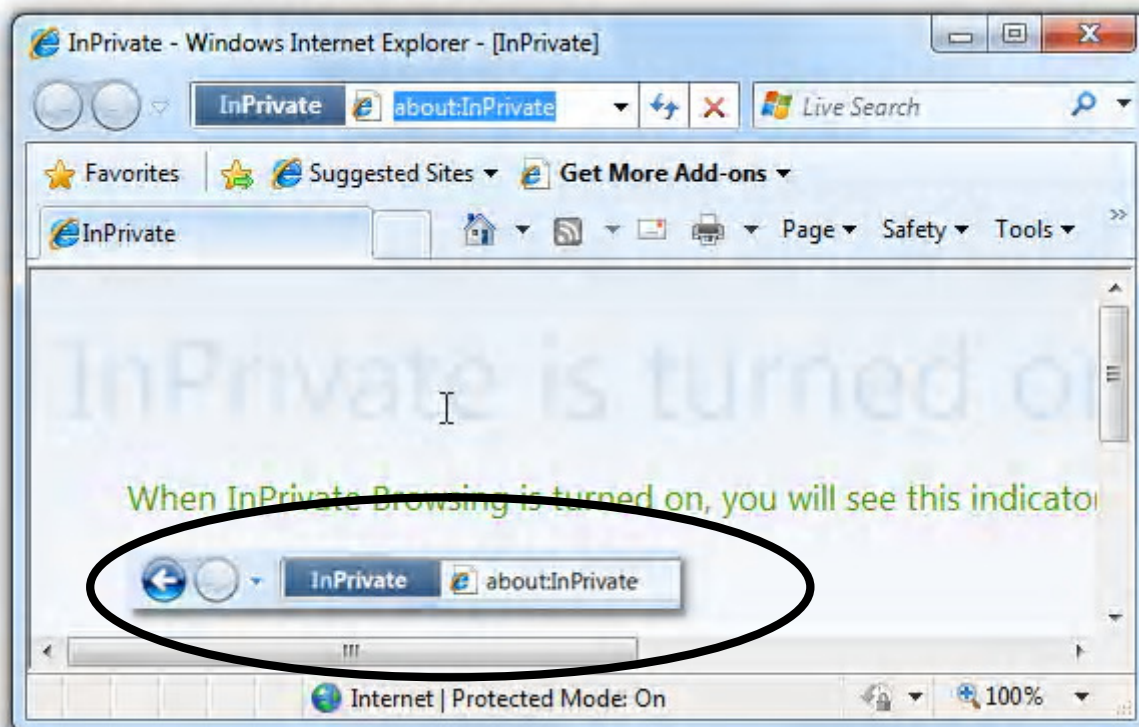 InPrivate - Windows Internet Explorer - [InPrivate]
InPrivate about:InPrivate Live Search
Favorites Suggested Sites Get More Add-ons
InPrivate Page Safety Tools »
InPrivate is turned on
When InPrivate Browsing is turned on, you will see this indicator
InPrivate about:InPrivate
Internet | Protected Mode: On 100%